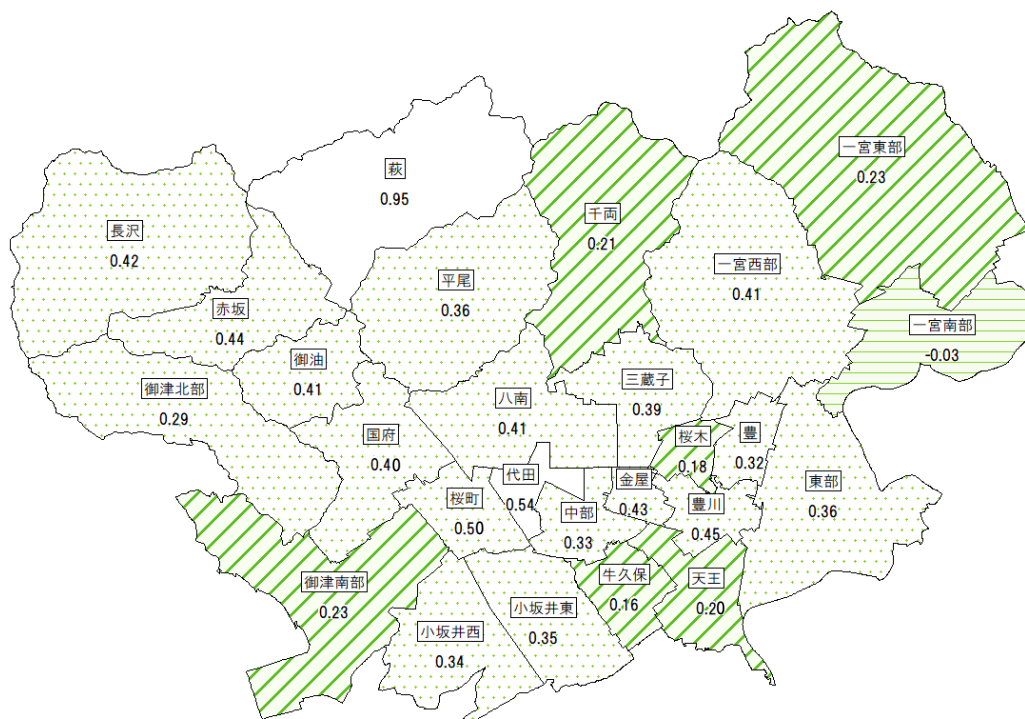 一宮東部
0.23
萩
0.95
千両
0.21
長沢
0.42
一宮西部
0.41
平尾
0.36
赤坂
0.44
一宮南部
-0.03
御油
0.41
三蔵子
0.39
御津北部
0.29
八南
0.41
国府
0.40
桜木
0.18
豊
0.32
代田
0.54
金屋
0.43
東部
0.36
桜町
0.50
中部
0.33
豊川
0.45
御津南部
0.23
牛久保
0.16
天王
0.20
小坂井東
0.35
小坂井西
0.34